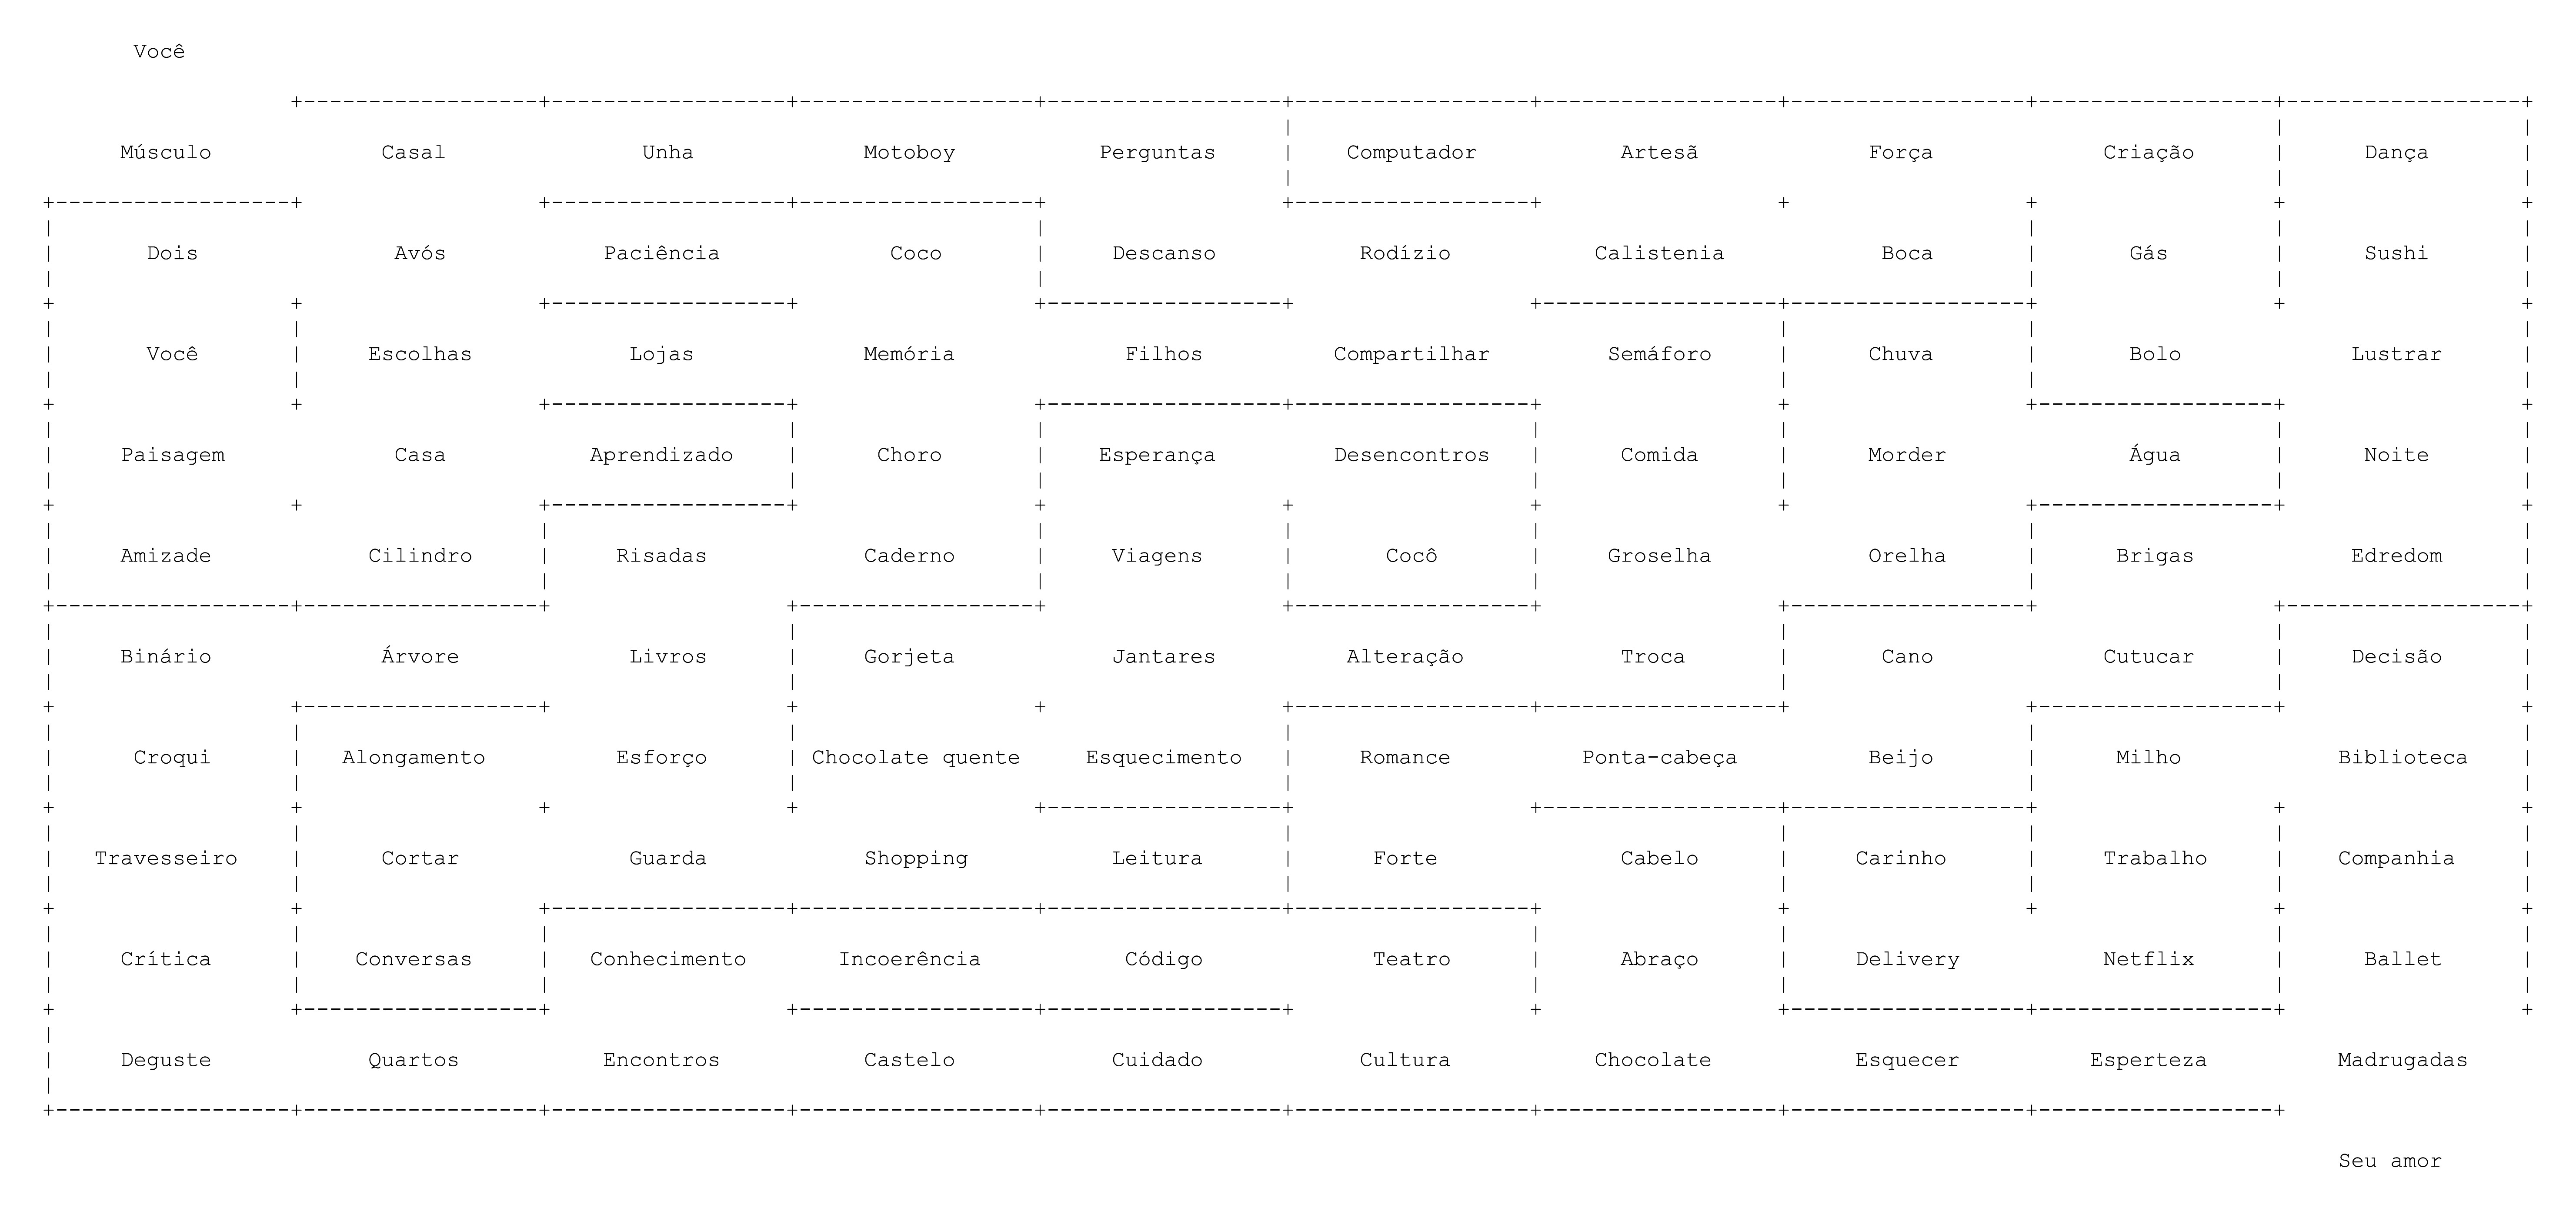 Você
Músculo Casal Unha Motoboy Perguntas Computador Artesã Força Criação Dança
Dois Avós Paciência Coco Descanso Rodízio Calistenia Boca Gás Sushi
Você Escolhas Lojas Memória Filhos Compartilhar Semáforo Chuva Bolo Lustrar
Paisagem Casa Aprendizado Choro Esperança Desencontros Comida Morder Água Noite
Amizade Cilindro Risadas Caderno Viagens Cocô Groselha Orelha Brigas Edredom
Binário Árvore Livros Gorjeta Jantares Alteração Troca Cano Cutucar Decisão
Croqui Alongamento Esforço Chocolate quente Esquecimento Romance Ponta-cabeça Beijo Milho Biblioteca
Travesseiro Cortar Guarda Shopping Leitura Forte Cabelo Carinho Trabalho Companhia
Crítica Conversas Conhecimento Incoerência Código Teatro Abraço Delivery Netflix Ballet
Deguste Quartos Encontros Castelo Cuidado Cultura Chocolate Esquecer Esperteza Madrugadas
Seu amor